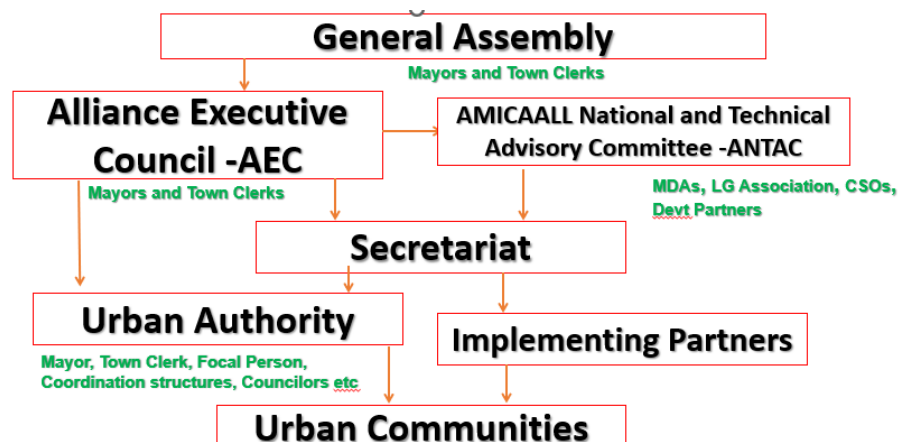 General Assembly
Mayors and Town Clerks
Alliance Executive
Council -AEC
Mayors and Town Clerks
AMICAALL National and Technical
Advisory Committee -ANTAC
MDAs, LG Association, CSOs,
Devt Partners
Secretariat
Urban Authority
Mayor, Town Clerk, Focal Person,
Coordination structures, Councilors etc
Implementing Partners
Urban Communities